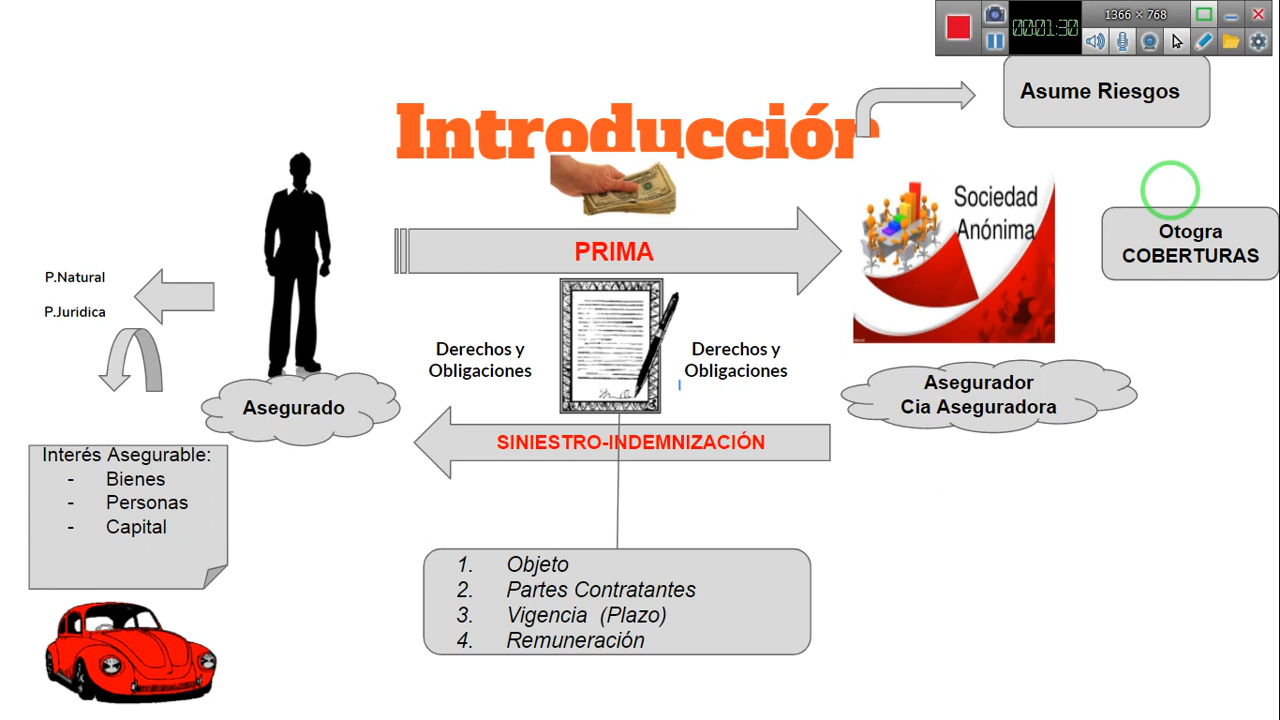 1366 × 768
00:01:30
Asume Riesgos
Introducción
Sociedad
Anónima
Otogra
COBERTURAS
PRIMA
P.Natural
P.Juridica
Derechos y
Obligaciones
Derechos y
Obligaciones
Asegurado
Asegurador
Cia Aseguradora
SINIESTRO-INDEMNIZACIÓN
Interés Asegurable:
- Bienes
- Personas
- Capital
1. Objeto
2. Partes Contratantes
3. Vigencia (Plazo)
4. Remuneración